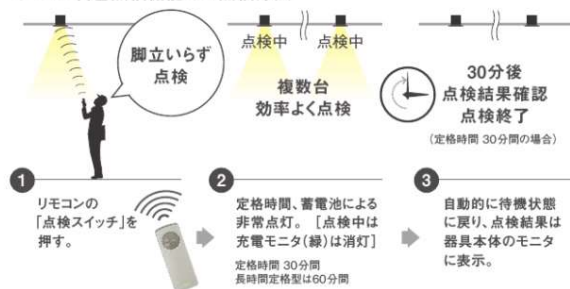 脚立いらず
点検
点検中
点検中
複数台
効率よく点検
30分後
点検結果確認
点検終了
(定格時間 30分間の場合)
1
リモコンの
「点検スイッチ」を
押す。
2
定格時間、蓄電池による
非常点灯。 [点検中は
充電モニタ(緑)は消灯]
定格時間 30分間
長時間定格型は60分間
3
自動的に待機状態
に戻り、点検結果は
器具本体のモニタ
に表示。